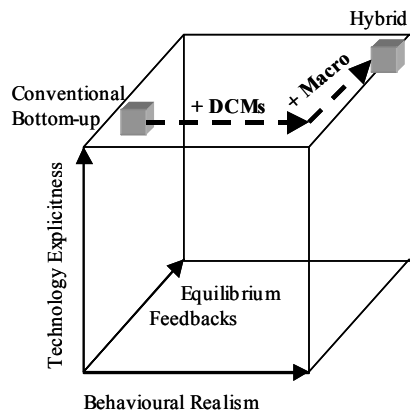 Hybrid
Conventional
Bottom-up
+ DCMs
+ Macro
Technology Explicitness
Equilibrium
Feedbacks
Behavioural Realism